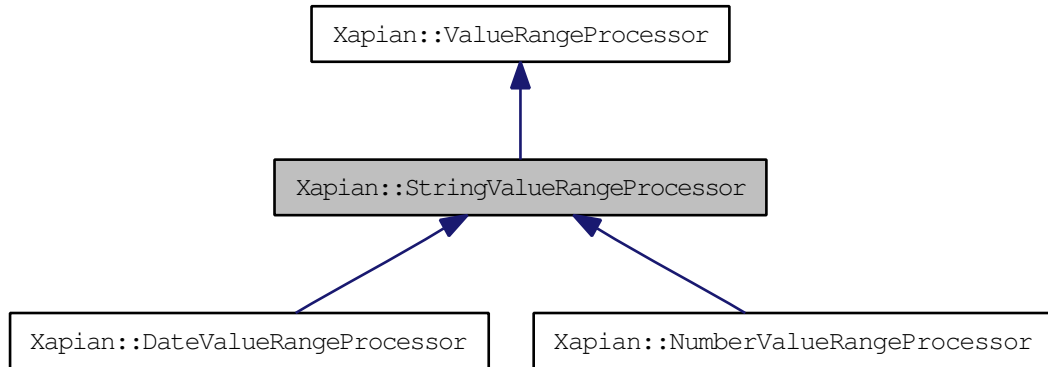 Xapian::ValueRangeProcessor
Xapian::StringValueRangeProcessor
Xapian::DateValueRangeProcessor
Xapian::NumberValueRangeProcessor